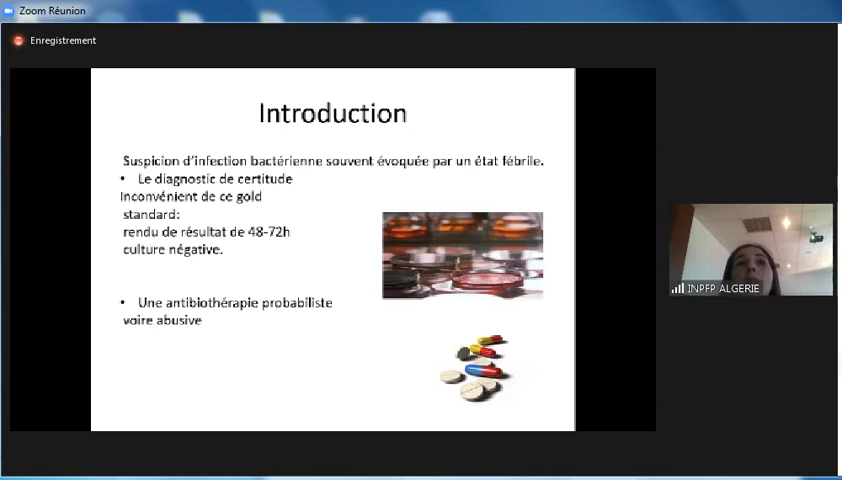 Zoom Réunion
Enregistrement
Introduction
Suspicion d'infection bactérienne souvent évoquée par un état fébrile.
• Le diagnostic de certitude
Inconvénient de ce gold
standard:
rendu de résultat de 48-72h
culture négative.
• Une antibiothérapie probabiliste
voire abusive
INPFP ALGERIE